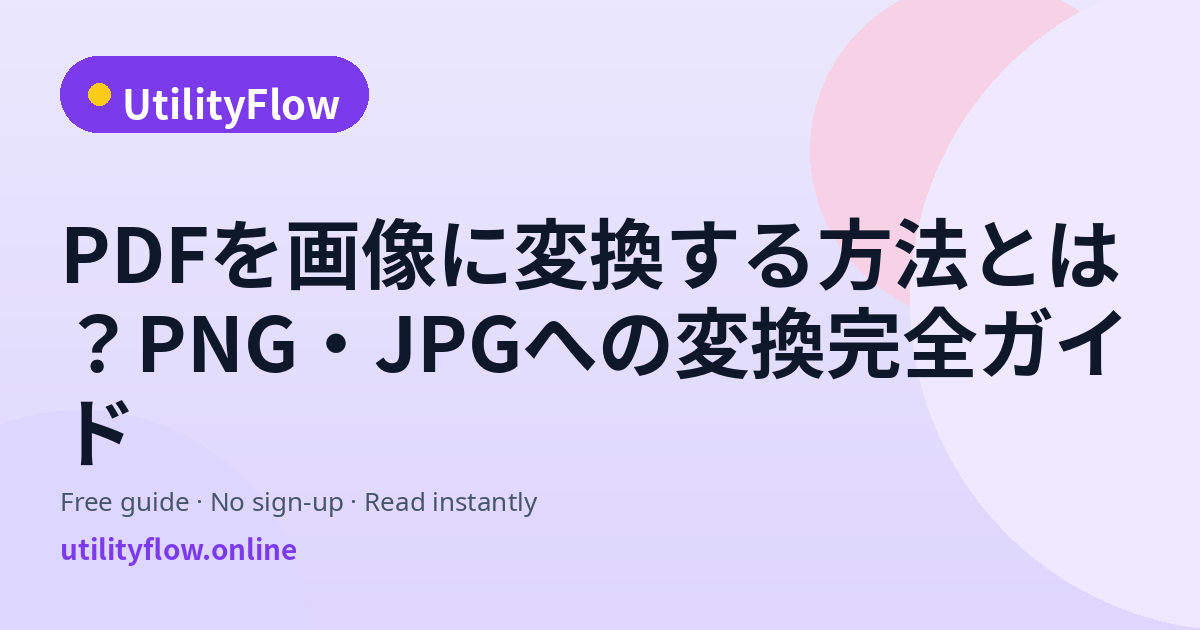 UtilityFlow
PDFを画像に変換する方法とは
？PNG・JPGへの変換完全ガイ
ド
Free guide · No sign-up · Read instantly
utilityflow.online